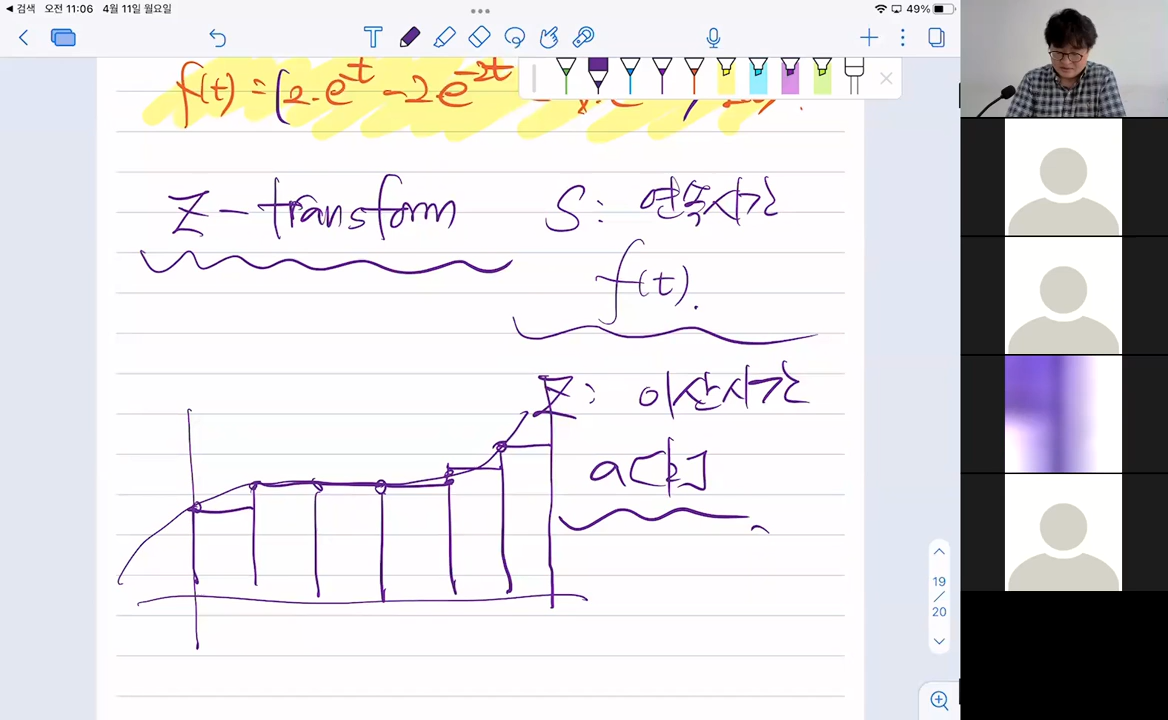 검색 오전 11:06 4월 11일 월요일 49%
f(t) = (2·e^-t - 2e^-2t
Z-transform
S: 연속시간
f(t).
Z: 이산시간
a[k]
19
/
20